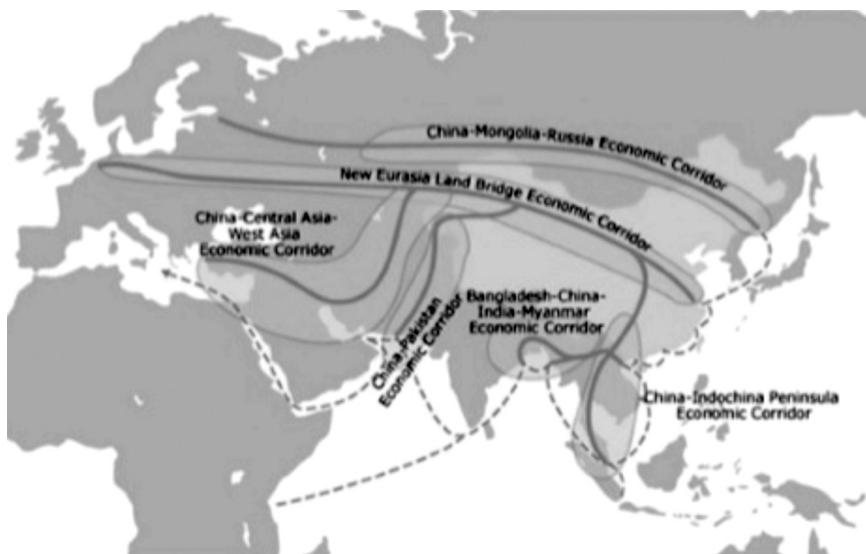 China-Mongolia-Russia Economic Corridor
New Eurasia Land Bridge Economic Corridor
China-Central Asia-
West Asia
Economic Corridor
China-Pakistan
Economic Corridor
Bangladesh-China-
India-Myanmar
Economic Corridor
China-Indochina Peninsula
Economic Corridor